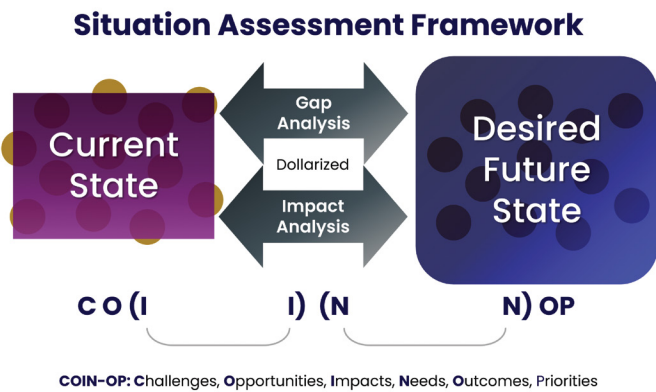 Situation Assessment Framework
Current
State
Gap
Analysis
Dollarized
Impact
Analysis
Desired
Future
State
C O (I I) (N N) OP
COIN-OP: Challenges, Opportunities, Impacts, Needs, Outcomes, Priorities